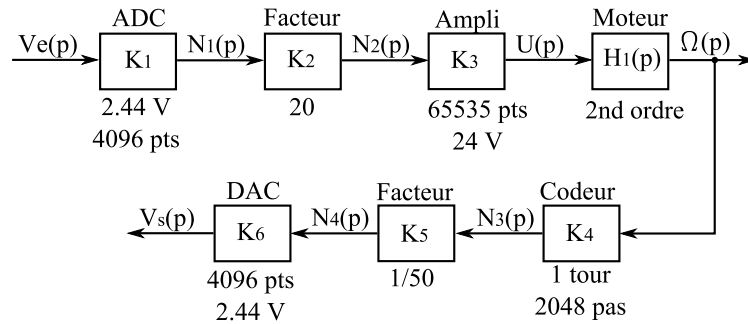 ADC
Facteur
Ampli
Moteur
Ve(p)
K1
N1(p)
K2
N2(p)
K3
U(p)
H1(p)
Ω(p)
2.44 V
4096 pts
20
65535 pts
24 V
2nd ordre
DAC
Facteur
Codeur
Vs(p)
K6
N4(p)
K5
N3(p)
K4
4096 pts
2.44 V
1/50
1 tour
2048 pas